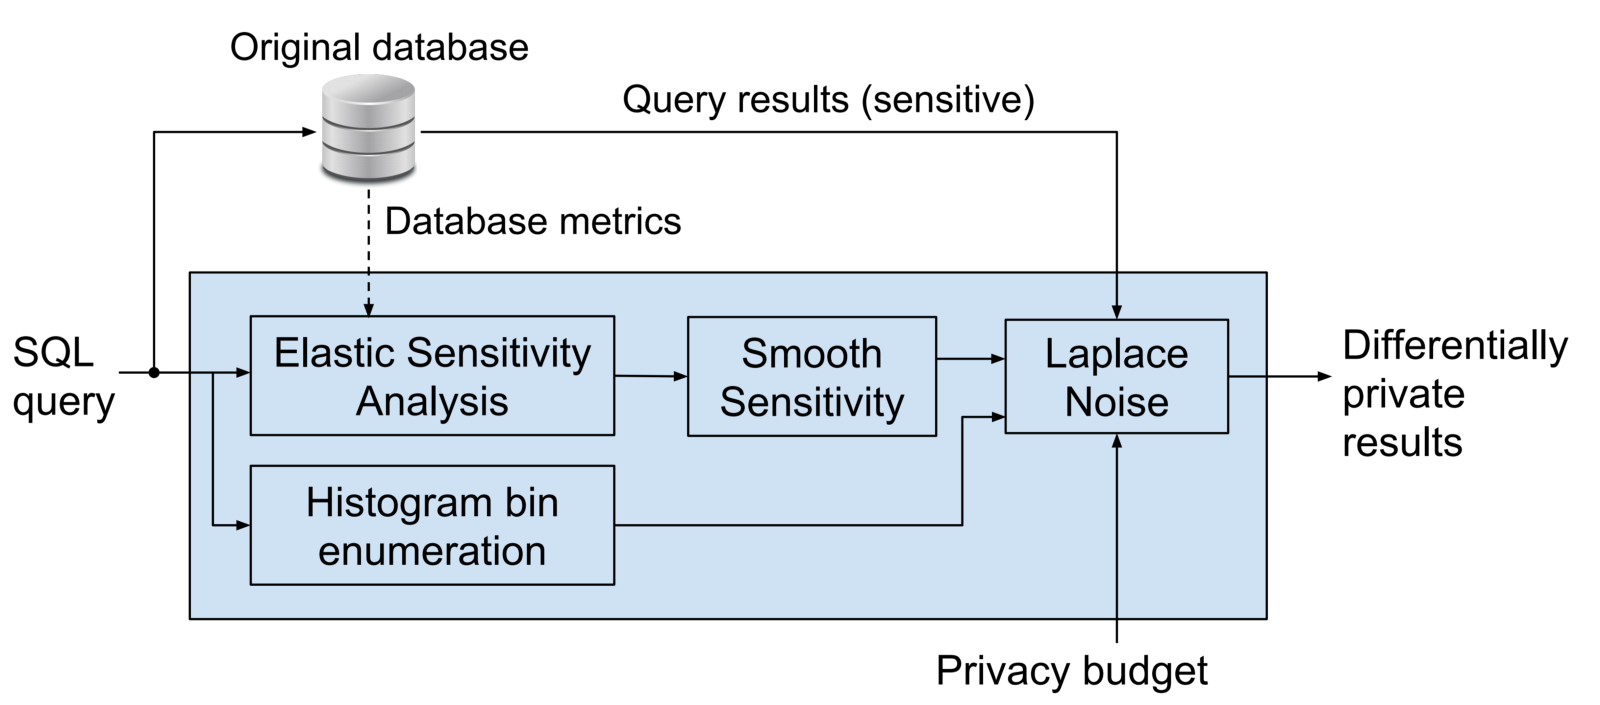 Original database
Query results (sensitive)
Database metrics
SQL
query
Elastic Sensitivity
Analysis
Smooth
Sensitivity
Laplace
Noise
Differentially
private
results
Histogram bin
enumeration
Privacy budget